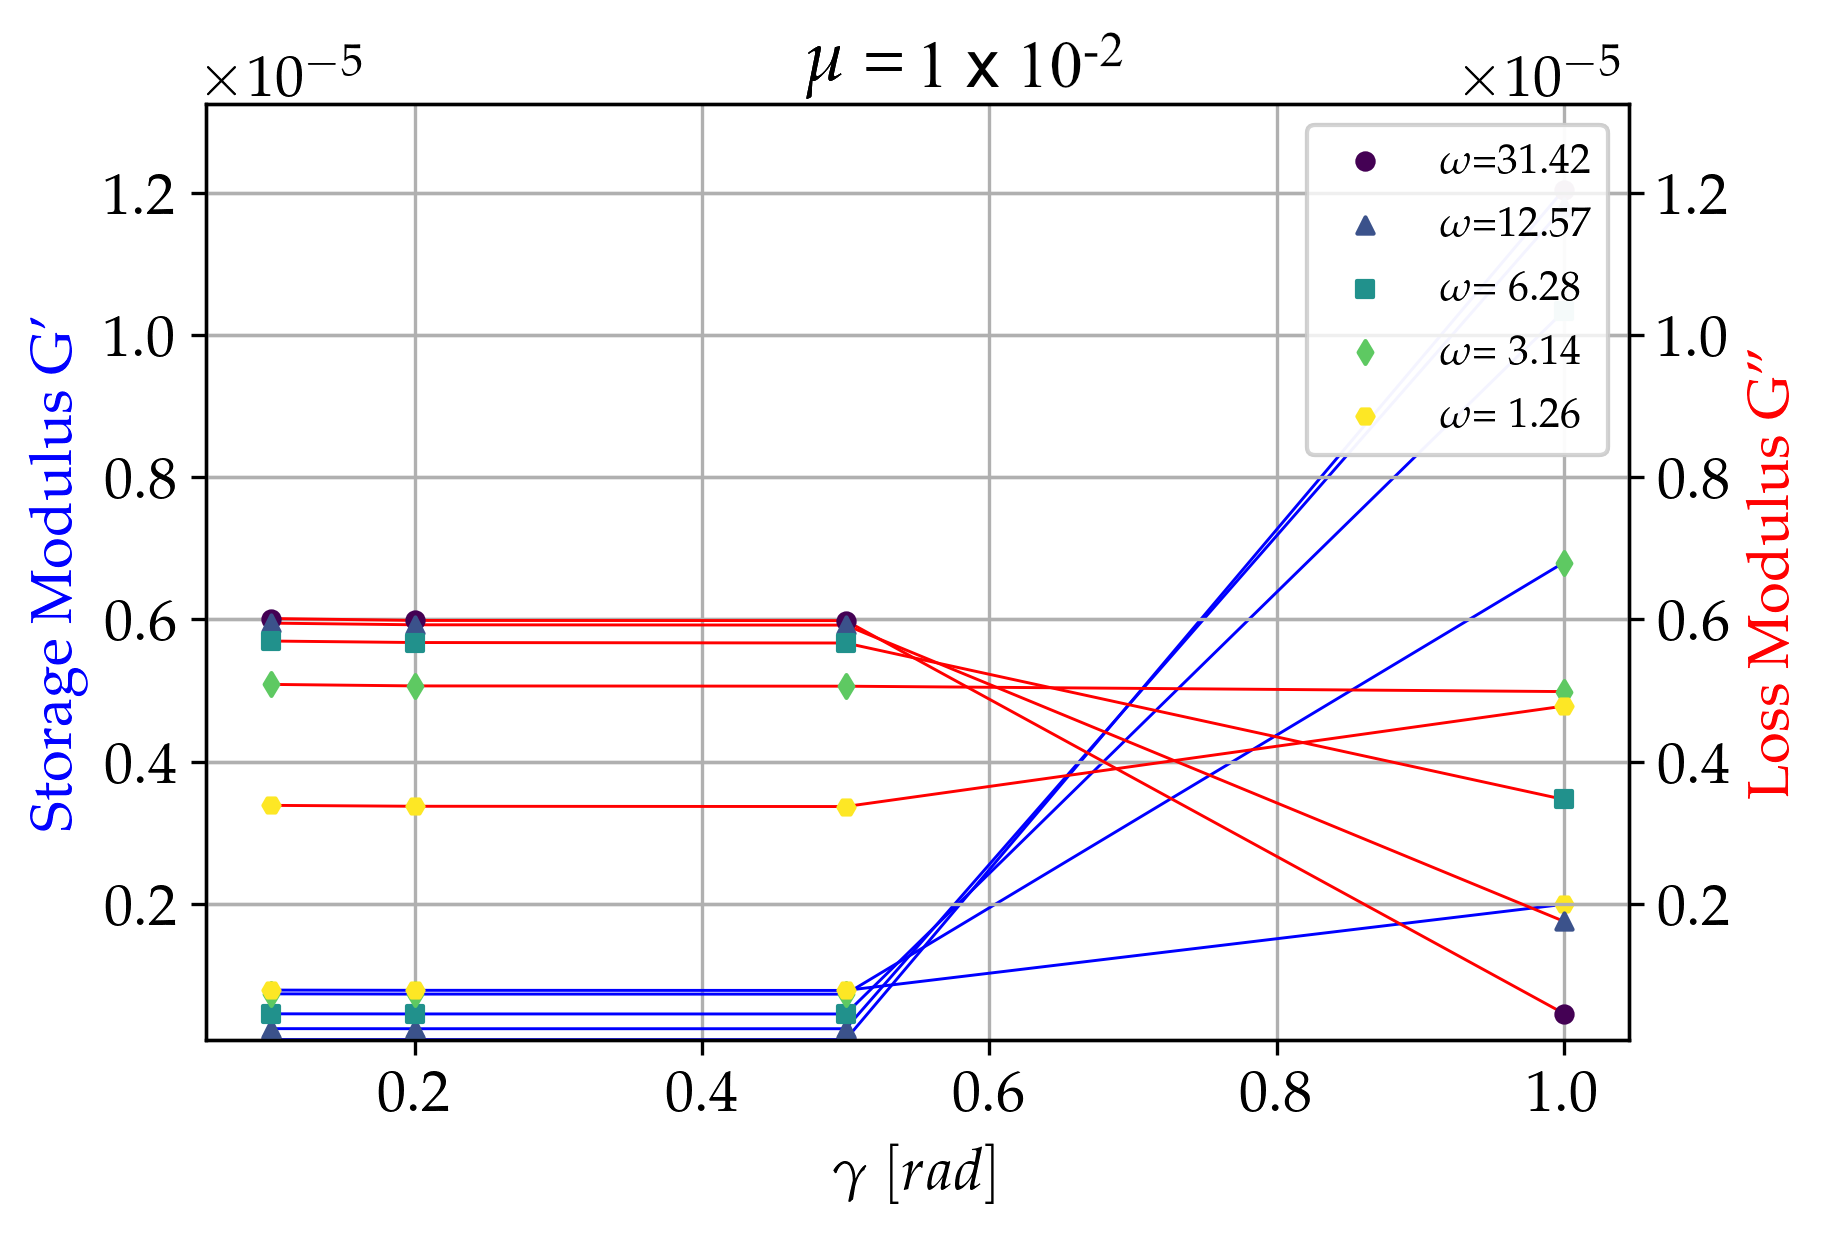 μ = 1 x 10-2
×10−5
×10−5
1.2
1.0
0.8
0.6
0.4
0.2
Storage Modulus G′
ω=31.42
ω=12.57
ω= 6.28
ω= 3.14
ω= 1.26
1.2
1.0
0.8
0.6
0.4
0.2
Loss Modulus G″
0.2
0.4
0.6
0.8
1.0
γ [rad]